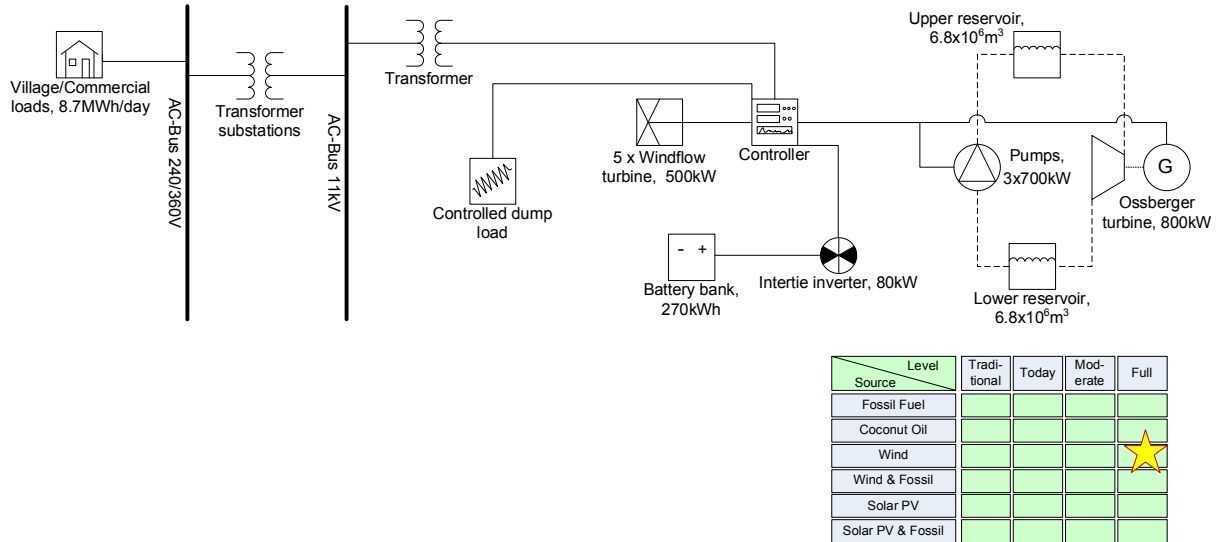 Village/Commercial
loads, 8.7MWh/day
AC-Bus 240/360V
Transformer
substations
AC-Bus 11kV
Transformer
Controlled dump
load
5 x Windflow
turbine, 500kW
Controller
- +
Battery bank,
270kWh
Intertie inverter, 80kW
Upper reservoir,
6.8x10⁶m³
Pumps,
3x700kW
G
Ossberger
turbine, 800kW
Lower reservoir,
6.8x10⁶m³
Level
Source
Tradi-
tional
Today
Mod-
erate
Full
Fossil Fuel
Coconut Oil
Wind
Wind & Fossil
Solar PV
Solar PV & Fossil